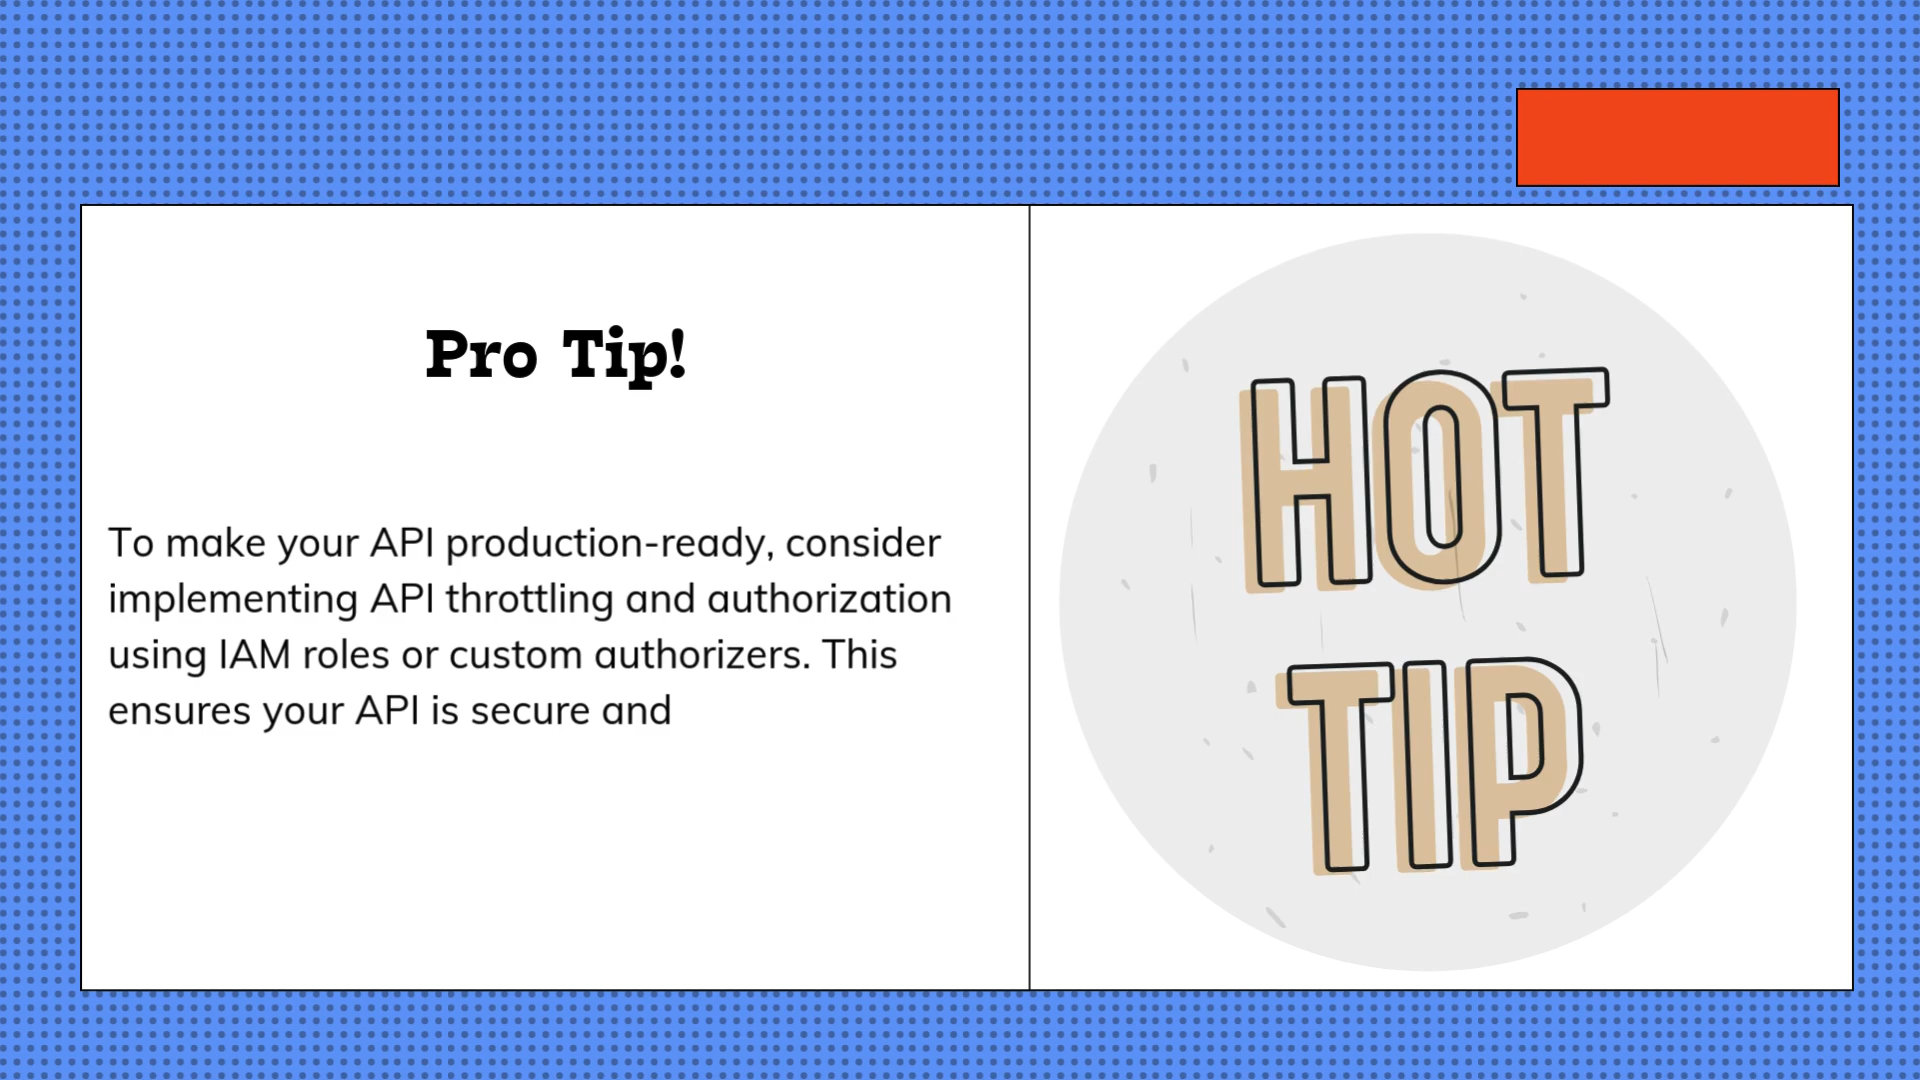 Pro Tip!
To make your API production-ready, consider
implementing API throttling and authorization
using IAM roles or custom authorizers. This
ensures your API is secure and
HOT
TIP